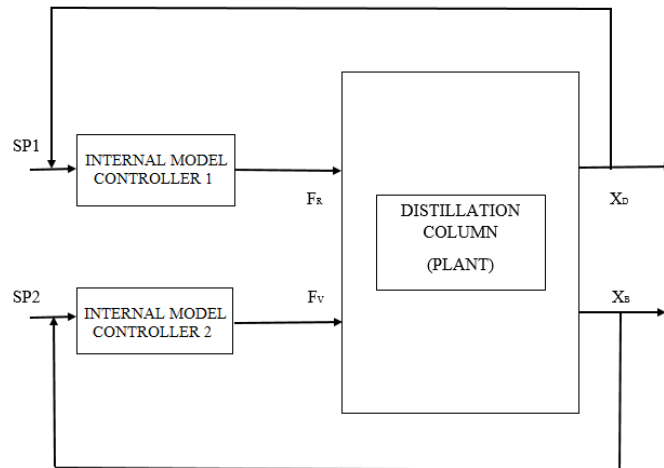 SP1
INTERNAL MODEL
CONTROLLER 1
FR
DISTILLATION
COLUMN
(PLANT)
XD
SP2
INTERNAL MODEL
CONTROLLER 2
FV
XB